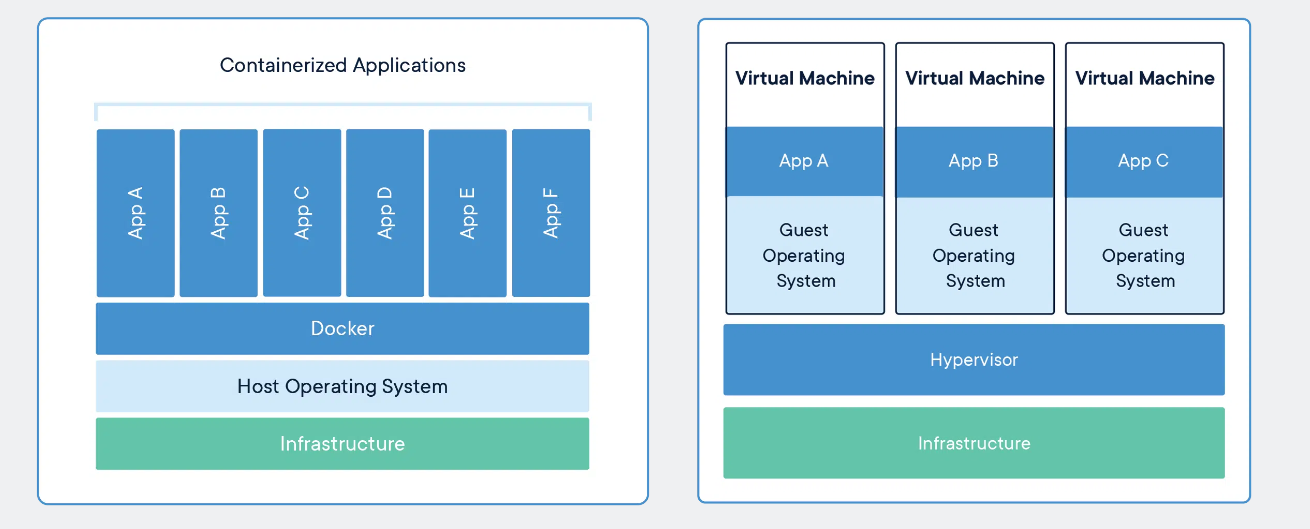 Containerized Applications
App A
App B
App C
App D
App E
App F
Docker
Host Operating System
Infrastructure
Virtual Machine
App A
Guest
Operating
System
Virtual Machine
App B
Guest
Operating
System
Virtual Machine
App C
Guest
Operating
System
Hypervisor
Infrastructure